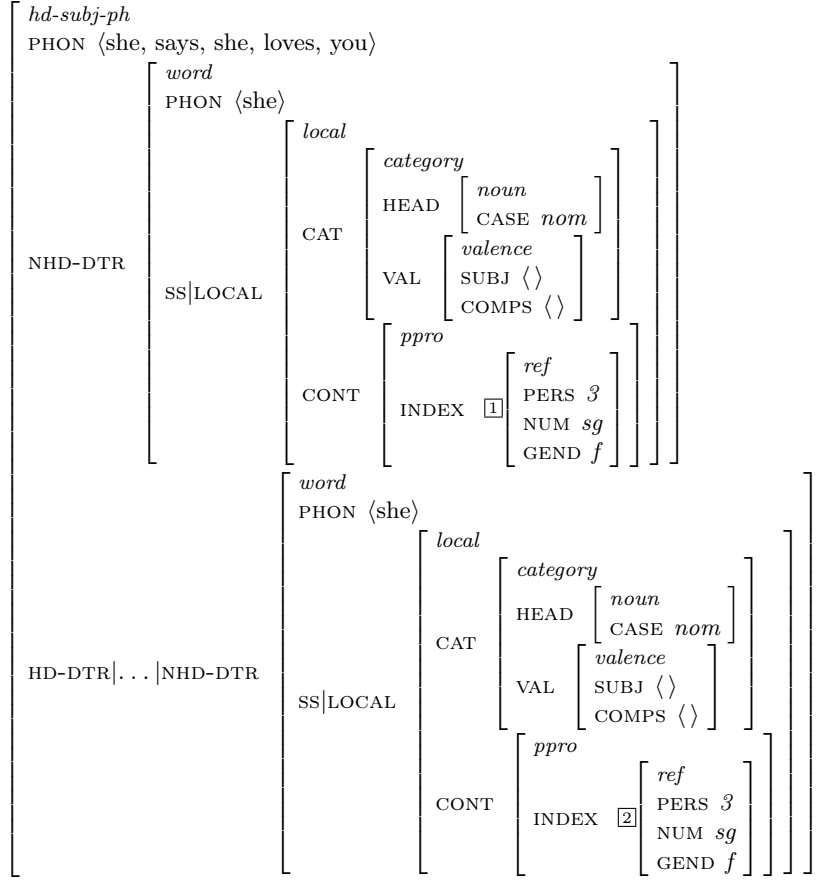 hd-subj-ph
PHON ⟨she, says, she, loves, you⟩
word
PHON ⟨she⟩
local
category
HEAD noun
CASE nom
CAT
valence
VAL SUBJ ⟨ ⟩
COMPS ⟨ ⟩
NHD-DTR
SS|LOCAL
ppro
ref
CONT PERS 3
INDEX 1 NUM sg
GEND f
word
PHON ⟨she⟩
local
category
HEAD noun
CASE nom
CAT
valence
VAL SUBJ ⟨ ⟩
COMPS ⟨ ⟩
HD-DTR|...|NHD-DTR
SS|LOCAL
ppro
ref
CONT PERS 3
INDEX 2 NUM sg
GEND f